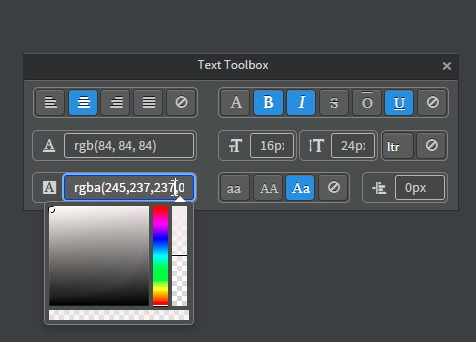 Text Toolbox
A B I S O U
rgb(84, 84, 84) T 16px T 24px ltr
A rgba(245,237,237,0 aa AA Aa 0px